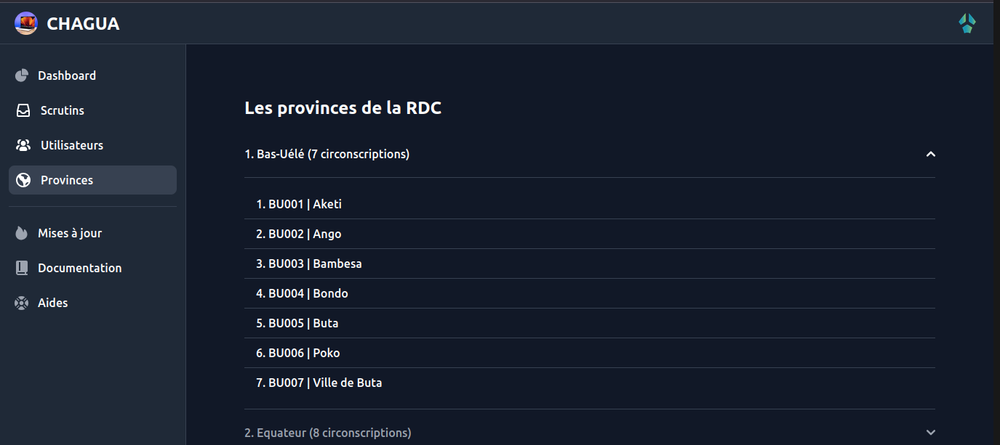 CHAGUA
Dashboard
Scrutins
Utilisateurs
Provinces
Mises à jour
Documentation
Aides
Les provinces de la RDC
1. Bas-Uélé (7 circonscriptions)
1. BU001 | Aketi
2. BU002 | Ango
3. BU003 | Bambesa
4. BU004 | Bondo
5. BU005 | Buta
6. BU006 | Poko
7. BU007 | Ville de Buta
2. Equateur (8 circonscriptions)